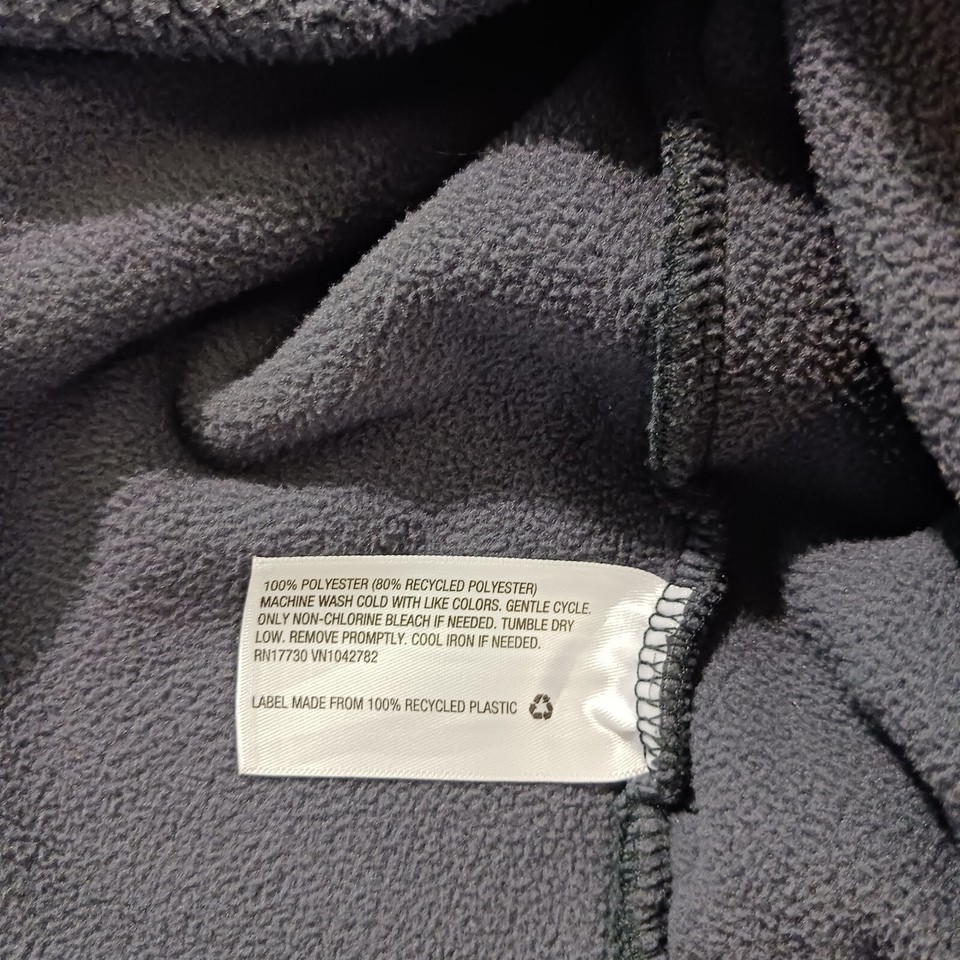 100% POLYESTER (80% RECYCLED POLYESTER)
MACHINE WASH COLD WITH LIKE COLORS. GENTLE CYCLE.
ONLY NON-CHLORINE BLEACH IF NEEDED. TUMBLE DRY
LOW. REMOVE PROMPTLY. COOL IRON IF NEEDED.
RN17730 VN1042782
LABEL MADE FROM 100% RECYCLED PLASTIC